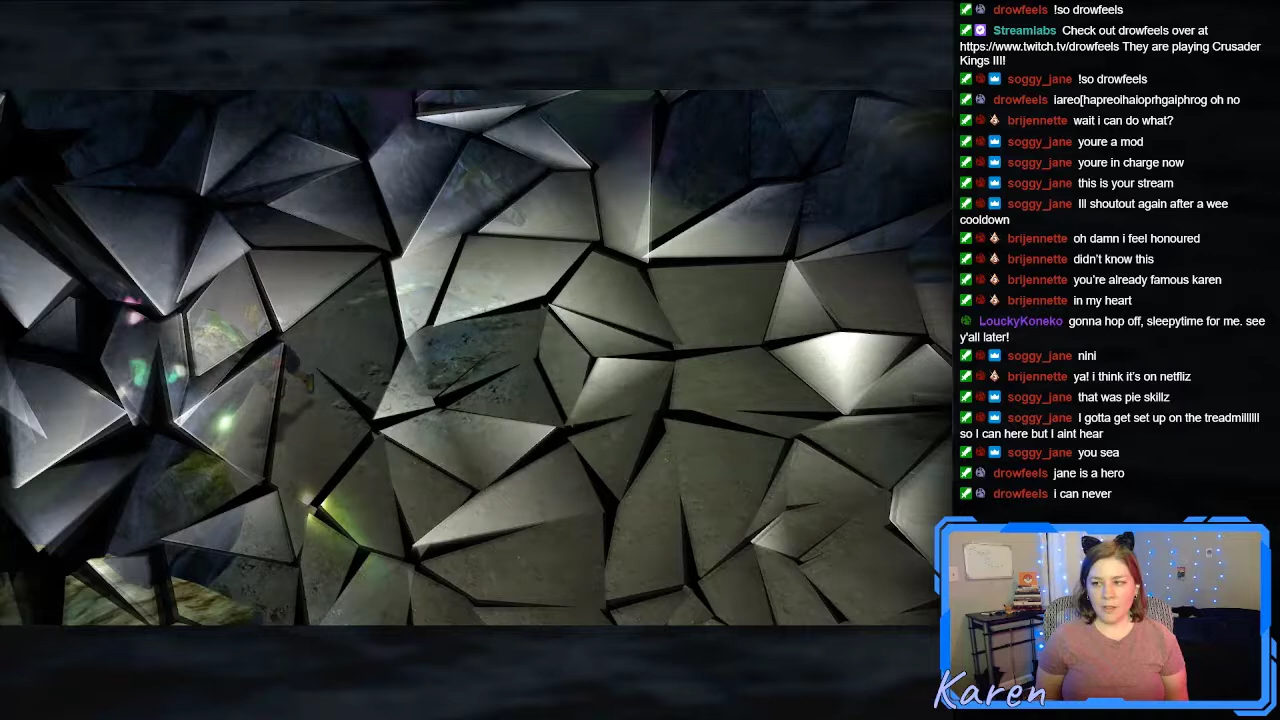 drowfeels !so drowfeels
Streamlabs Check out drowfeels over at
https://www.twitch.tv/drowfeels They are playing Crusader
Kings III!!
soggy_jane !so drowfeels
drowfeels lareo[hapreolhaioprhgaiphrog oh no
brijennette wait i can do what?
soggy_jane youre a mod
soggy_jane youre in charge now
soggy_jane this is your stream
soggy_jane Ill shoutout again after a wee
cooldown
brijennette oh damn i feel honoured
brijennette didn't know this
brijennette you're already famous karen
brijennette in my heart
LouckyKoneko gonna hop off, sleepytime for me. see
y'all later!
soggy_jane nini
brijennette ya! i think it's on netfliz
soggy_jane that was pie skillz
soggy_jane I gotta get set up on the treadmilllllll
so I can here but I aint hear
soggy_jane you sea
drowfeels jane is a hero
drowfeels i can never
Karen